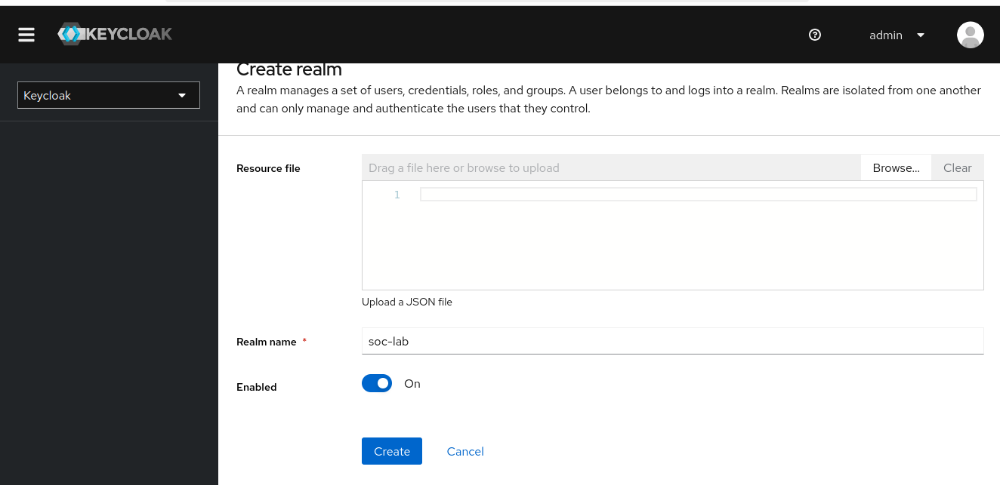 KEYCLOAK
admin
Keycloak
Create realm
A realm manages a set of users, credentials, roles, and groups. A user belongs to and logs into a realm. Realms are isolated from one another
and can only manage and authenticate the users that they control.
Resource file
Drag a file here or browse to upload
Browse...
Clear
1
Upload a JSON file
Realm name *
soc-lab
Enabled
On
Create
Cancel